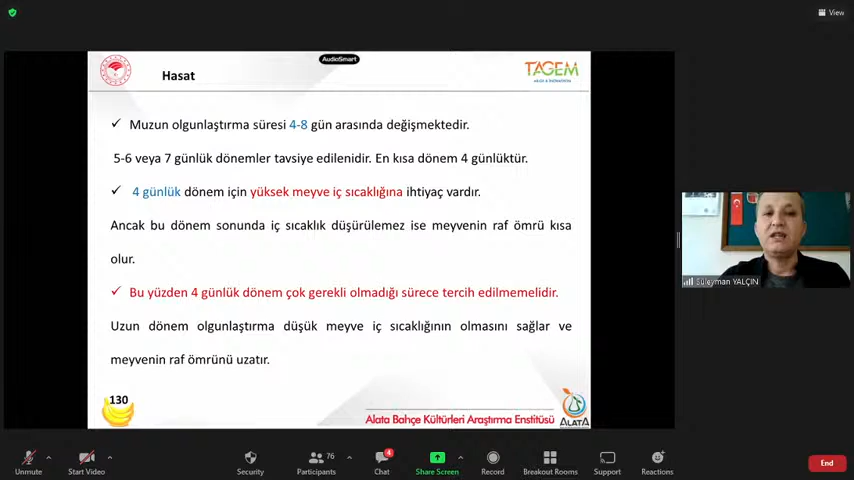 View
AudioSmart
Hasat
TAGEM
Muzun olgunlaştırma süresi 4-8 gün arasında değişmektedir.
5-6 veya 7 günlük dönemler tavsiye edilenidir. En kısa dönem 4 günlüktür.
4 günlük dönem için yüksek meyve iç sıcaklığına ihtiyaç vardır.
Ancak bu dönem sonunda iç sıcaklık düşürülemez ise meyvenin raf ömrü kısa
olur.
Bu yüzden 4 günlük dönem çok gerekli olmadığı sürece tercih edilmemelidir.
Uzun dönem olgunlaştırma düşük meyve iç sıcaklığının olmasını sağlar ve
meyvenin raf ömrünü uzatır.
130
Alata Bahçe Kültürleri Araştırma Enstitüsü
ALATA
Süleyman YALÇIN
Unmute
Start Video
Security
76
Participants
4
Chat
Share Screen
Record
Breakout Rooms
Support
Reactions
End